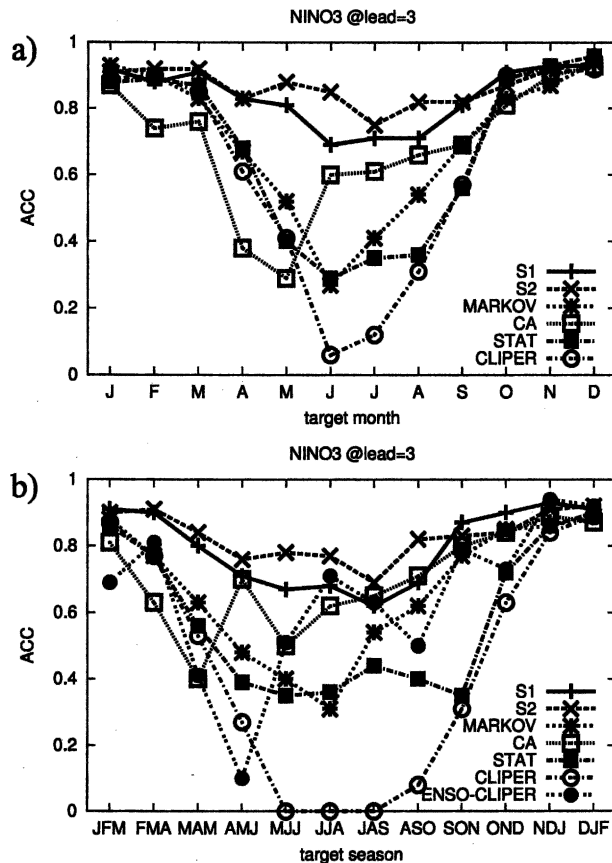 a)
NINO3 @lead=3
1
0.8
0.6
0.4
0.2
0
ACC
S1
S2
MARKOV
CA
STAT
CLIPER
J F M A M J J A S O N D
target month
b)
NINO3 @lead=3
1
0.8
0.6
0.4
0.2
0
ACC
S1
S2
MARKOV
CA
STAT
CLIPER
ENSO-CLIPER
JFM FMA MAM AMJ MJJ JJA JAS ASO SON OND NDJ DJF
target season